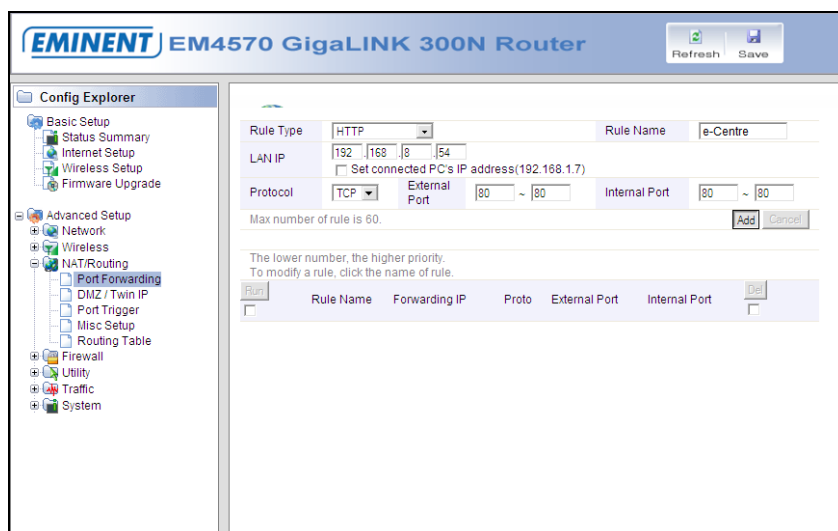 EMINENT EM4570 GigaLINK 300N Router
Refresh Save
Config Explorer
Basic Setup
Status Summary
Internet Setup
Wireless Setup
Firmware Upgrade
Advanced Setup
Network
Wireless
NAT/Routing
Port Forwarding
DMZ / Twin IP
Port Trigger
Misc Setup
Routing Table
Firewall
Utility
Traffic
System
Rule Type HTTP Rule Name e-Centre
LAN IP 192 .168 .8 .54
Set connected PC's IP address(192.168.1.7)
Protocol TCP External Port 80 ~ 80 Internal Port 80 ~ 80
Max number of rule is 60. Add Cancel
The lower number, the higher priority.
To modify a rule, click the name of rule.
Run Rule Name Forwarding IP Proto External Port Internal Port Del